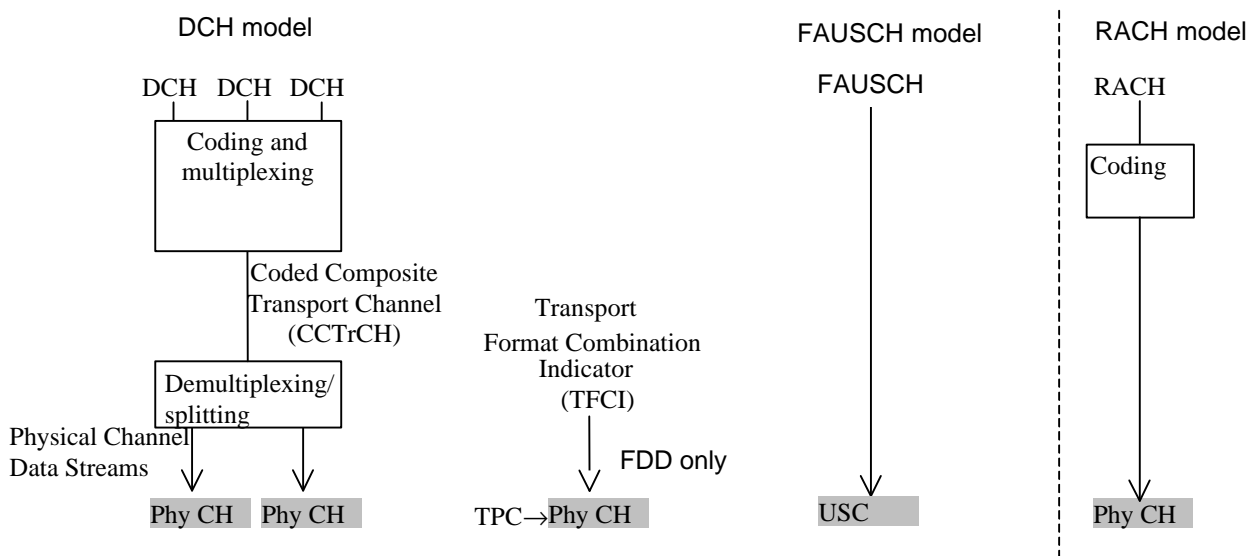 DCH model
DCH DCH DCH
Coding and
multiplexing
Coded Composite
Transport Channel
(CCTrCH)
Demultiplexing/
splitting
Physical Channel
Data Streams
Phy CH Phy CH
Transport
Format Combination
Indicator
(TFCI)
FDD only
TPC→Phy CH
FAUSCH model
FAUSCH
USC
RACH model
RACH
Coding
Phy CH